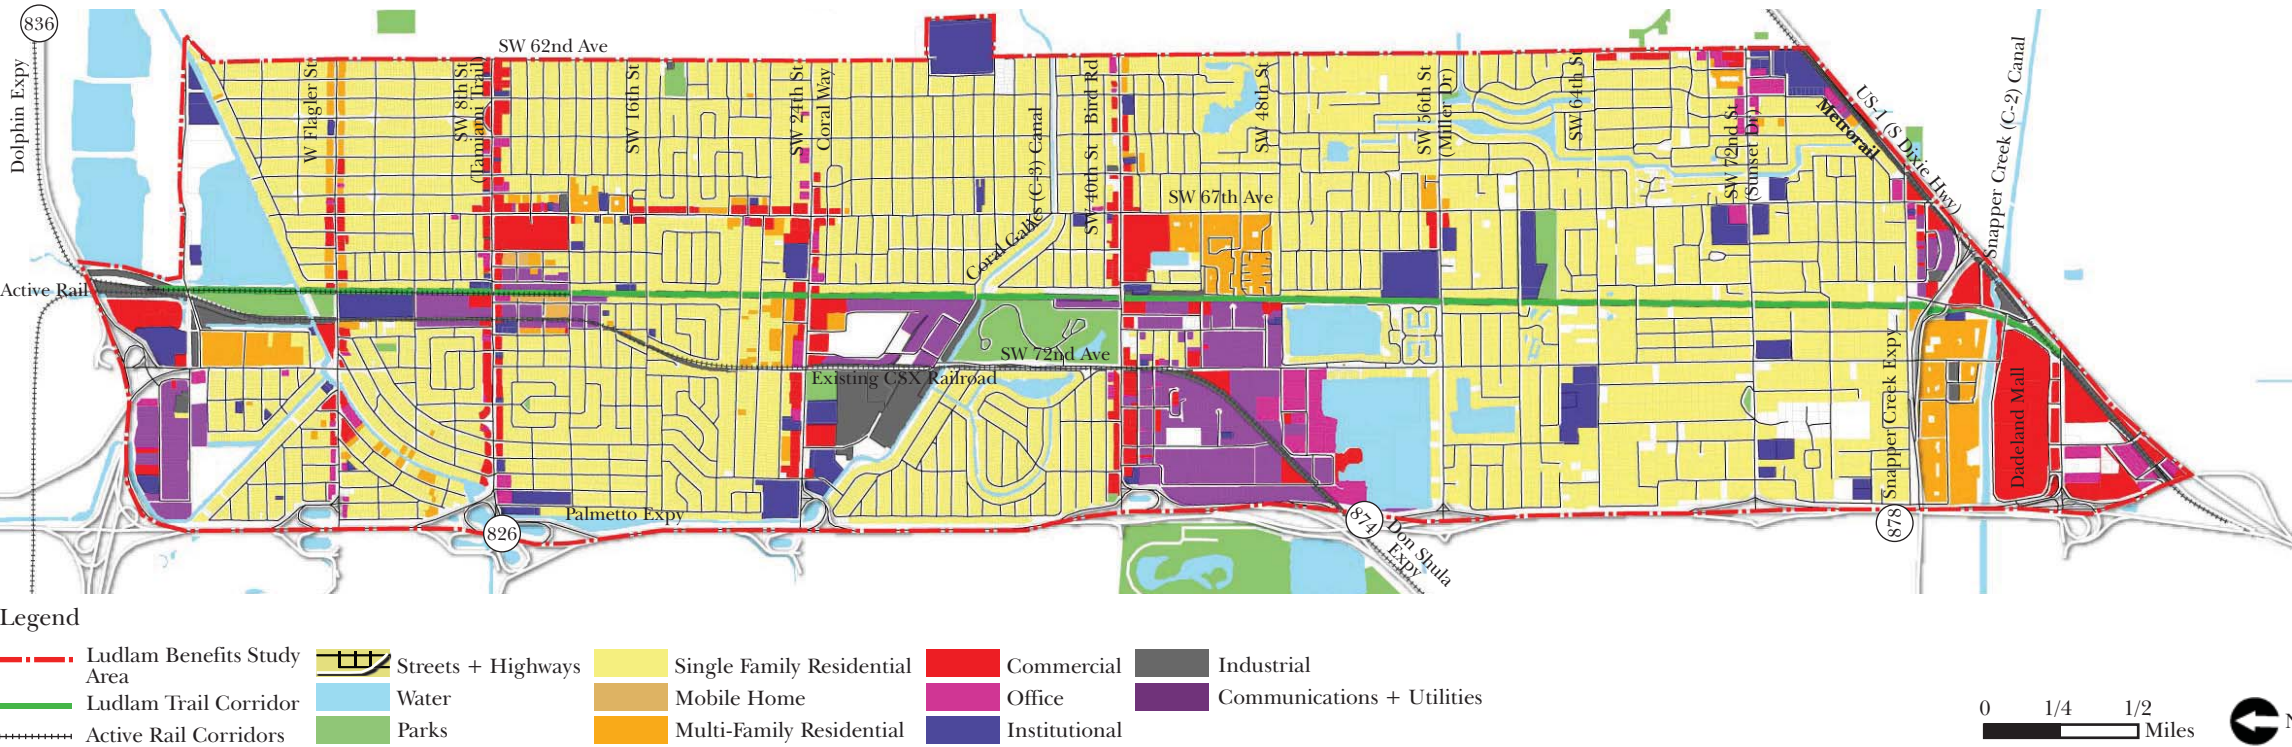 836
Dolphin Expy
SW 62nd Ave
W Flagler St
SW 8th St
(Tamiami Trail)
SW 16th St
SW 24th St
Coral Way
Coral Gables (C-3) Canal
SW 40th St
Bird Rd
SW 48th St
SW 56th St
(Miller Dr)
SW 64th St
SW 72nd St
(Sunset Dr)
Metrorail
US-1 (S Dixie Hwy)
Snapper Creek (C-2) Canal
SW 67th Ave
Active Rail
SW 72nd Ave
Existing CSX Railroad
Snapper Creek Expy
Dadeland Mall
Palmetto Expy
826
874
Don Shula
Expy
878
Legend
Ludlam Benefits Study
Area
Ludlam Trail Corridor
Active Rail Corridors
Streets + Highways
Water
Parks
Single Family Residential
Mobile Home
Multi-Family Residential
Commercial
Office
Institutional
Industrial
Communications + Utilities
0 1/4 1/2
Miles
N